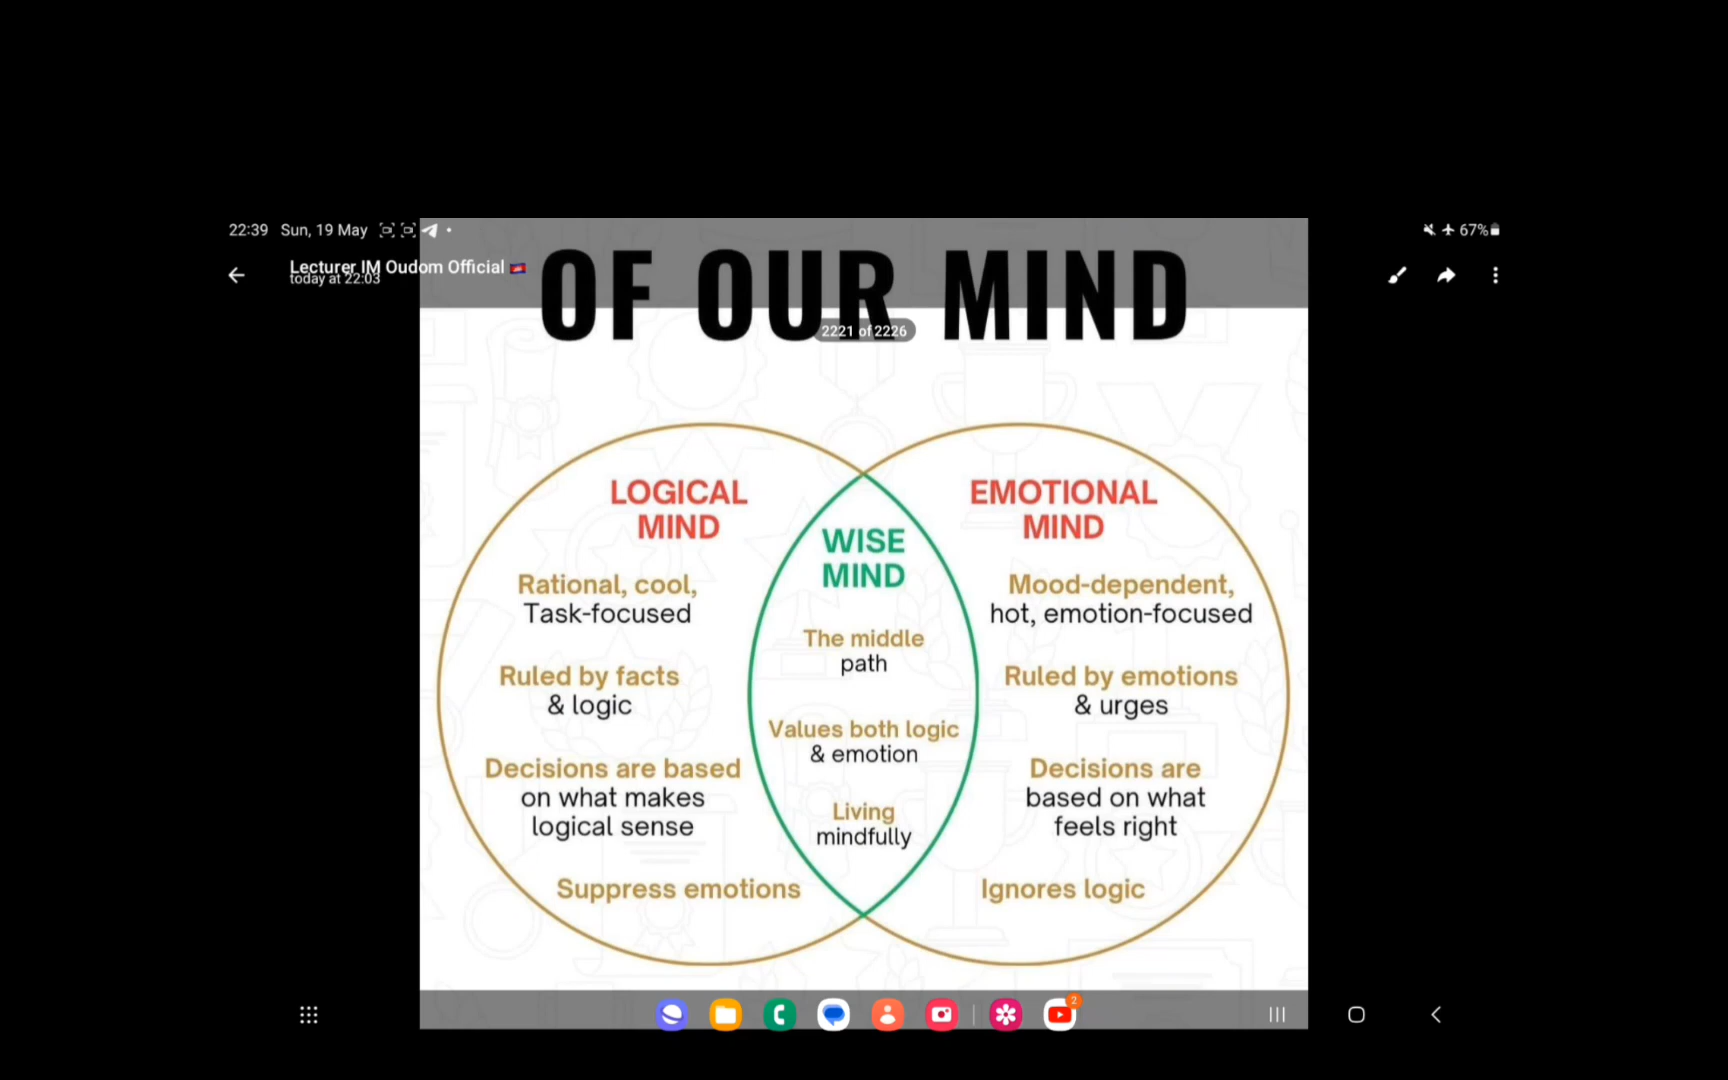 22:39 Sun, 19 May
67%
Lecturer IM Oudom Official 🇰🇭
today at 22:03
OF OUR MIND
2221 of 2226
LOGICAL
MIND
Rational, cool,
Task-focused
Ruled by facts
& logic
Decisions are based
on what makes
logical sense
Suppress emotions
WISE
MIND
The middle
path
Values both logic
& emotion
Living
mindfully
EMOTIONAL
MIND
Mood-dependent,
hot, emotion-focused
Ruled by emotions
& urges
Decisions are
based on what
feels right
Ignores logic
2